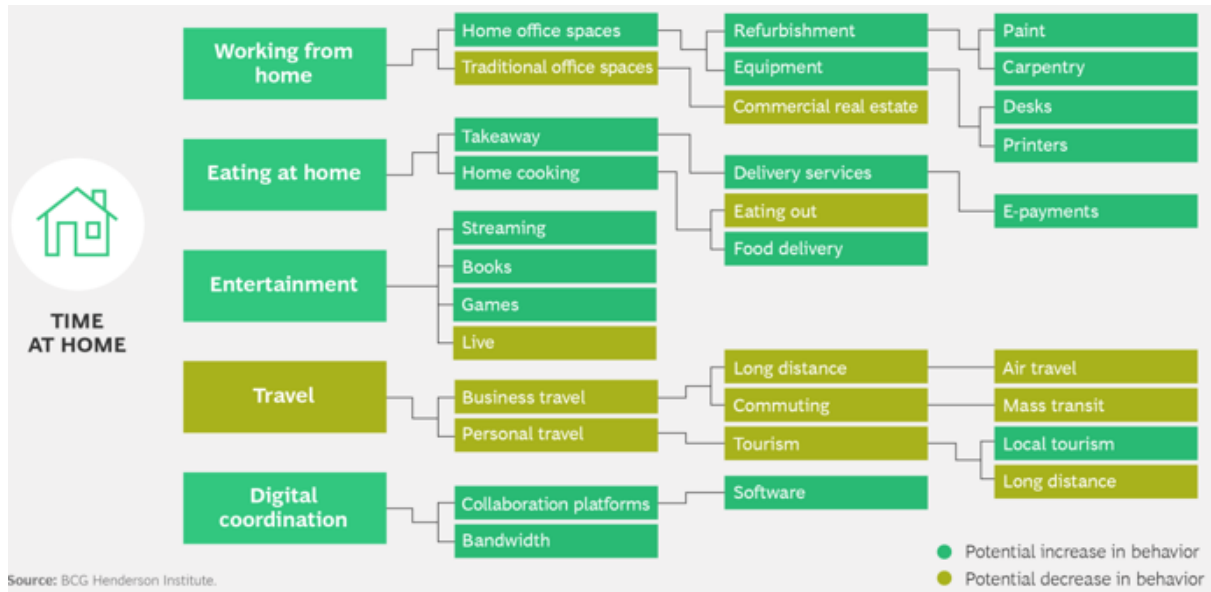 TIME
AT HOME
Working from
home
Home office spaces
Traditional office spaces
Refurbishment
Equipment
Commercial real estate
Paint
Carpentry
Desks
Printers
Eating at home
Takeaway
Home cooking
Delivery services
Eating out
Food delivery
E-payments
Entertainment
Streaming
Books
Games
Live
Travel
Business travel
Personal travel
Long distance
Commuting
Tourism
Air travel
Mass transit
Local tourism
Long distance
Digital
coordination
Collaboration platforms
Bandwidth
Software
Potential increase in behavior
Potential decrease in behavior
Source: BCG Henderson Institute.